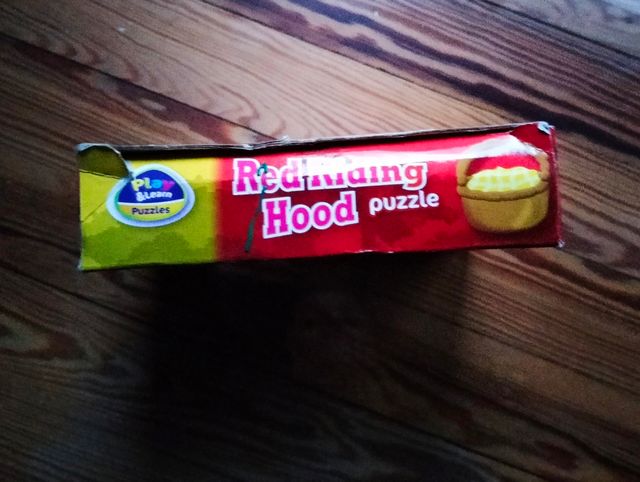 Play
& Learn
Puzzles
Red Riding
Hood puzzle